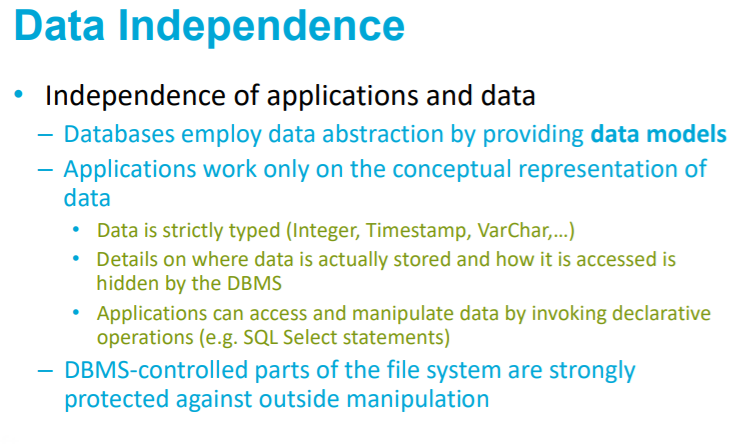 Data Independence
• Independence of applications and data
– Databases employ data abstraction by providing data models
– Applications work only on the conceptual representation of
data
• Data is strictly typed (Integer, Timestamp, VarChar,…)
• Details on where data is actually stored and how it is accessed is
hidden by the DBMS
• Applications can access and manipulate data by invoking declarative
operations (e.g. SQL Select statements)
– DBMS-controlled parts of the file system are strongly
protected against outside manipulation